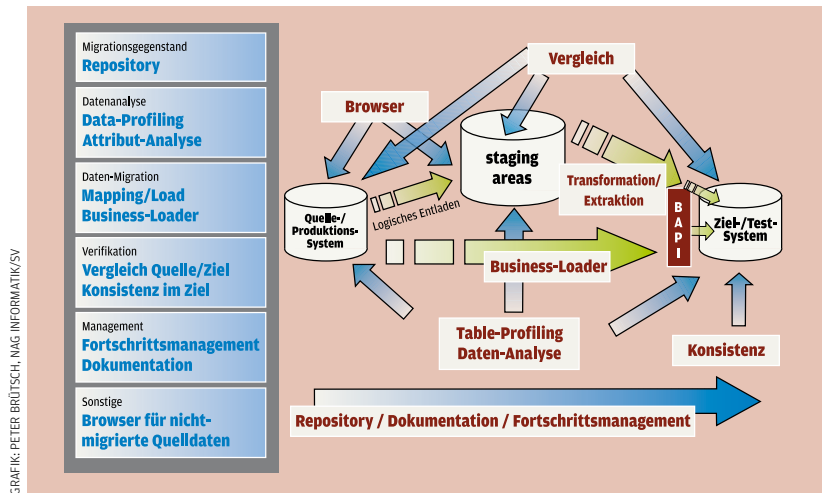 Migrationsgegenstand
Repository
Datenanalyse
Data-Profiling
Attribut-Analyse
Daten-Migration
Mapping/Load
Business-Loader
Verifikation
Vergleich Quelle/Ziel
Konsistenz im Ziel
Management
Fortschrittsmanagement
Dokumentation
Sonstige
Browser für nicht-
migrierte Quelldaten
Vergleich
Browser
staging
areas
Transformation/
Extraktion
Quelle-/
Produktions-
System
Logisches Entladen
B
A
P
I
Ziel-/Test-
System
Business-Loader
Table-Profiling
Daten-Analyse
Konsistenz
Repository / Dokumentation / Fortschrittsmanagement
GRAFIK: PETER BRÜTSCH, NAG INFORMATIK/SV